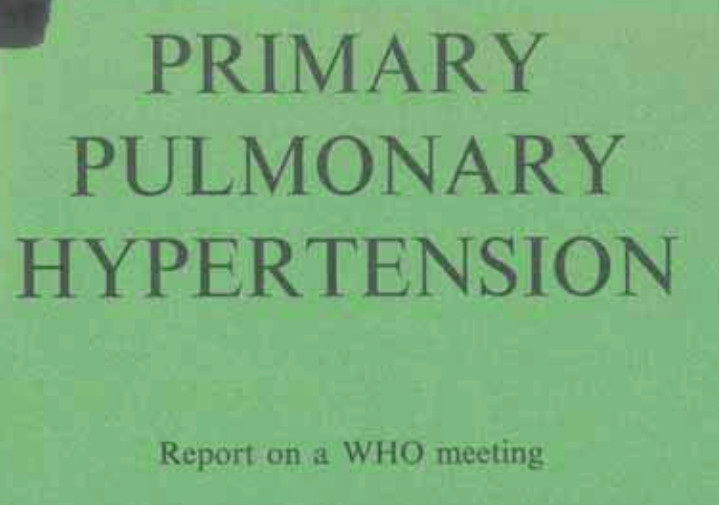 PRIMARY
PULMONARY
HYPERTENSION
Report on a WHO meeting